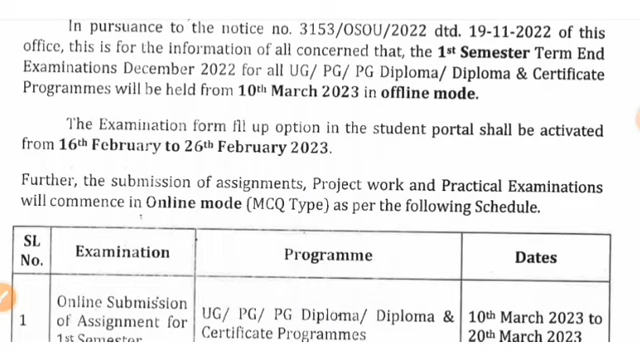 In pursuance to the notice no. 3153/OSOU/2022 dtd. 19-11-2022 of this
office, this is for the information of all concerned that, the 1st Semester Term End
Examinations December 2022 for all UG/ PG/ PG Diploma/ Diploma & Certificate
Programmes will be held from 10th March 2023 in offline mode.
The Examination form fil up option in the student portal shall be activated
from 16th February to 26th February 2023.
Further, the submission of assignments, Project work and Practical Examinations
will commence in Online mode (MCQ Type) as per the following Schedule.
SL
No.
Examination
Programme
Dates
1
Online Submission
of Assignment for
1st Semester
UG/ PG/ PG Diploma/ Diploma &
Certificate Programmes
10th March 2023 to
20th March 2023